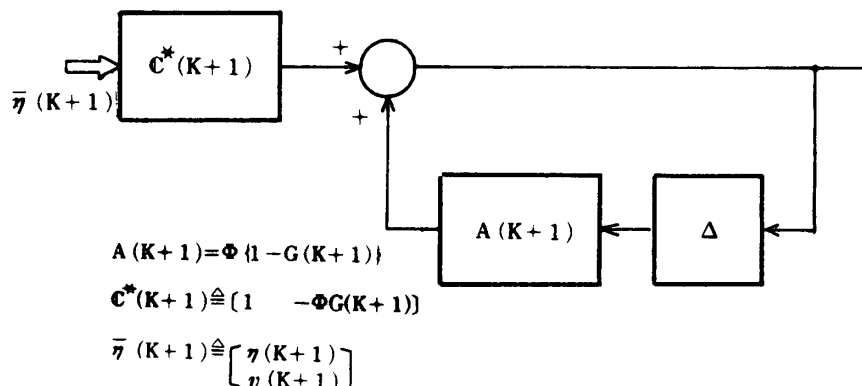 +
ℂ*(K+1)
η̅ (K+1)
+
A(K+1)
Δ
A(K+1)=Φ{1−G(K+1)}
ℂ*(K+1)≜[1 −ΦG(K+1)]
η̅ (K+1)≜[η(K+1)
v(K+1)]